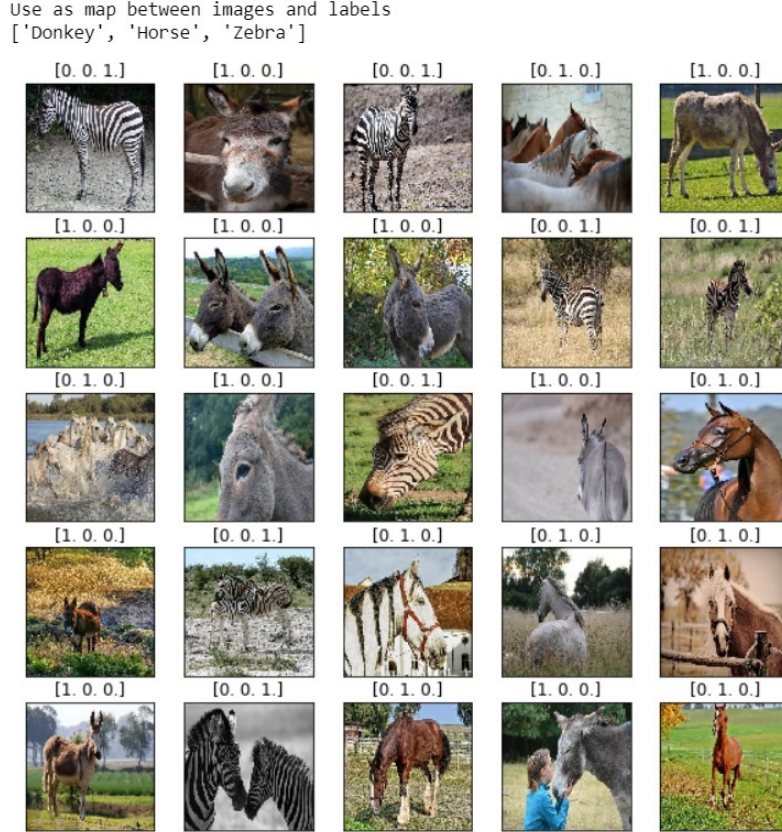 Use as map between images and labels
['Donkey', 'Horse', 'Zebra']
[0. 0. 1.] [1. 0. 0.] [0. 0. 1.] [0. 1. 0.] [1. 0. 0.]
[1. 0. 0.] [1. 0. 0.] [1. 0. 0.] [0. 0. 1.] [0. 0. 1.]
[0. 1. 0.] [1. 0. 0.] [0. 0. 1.] [1. 0. 0.] [0. 1. 0.]
[1. 0. 0.] [0. 0. 1.] [0. 1. 0.] [0. 1. 0.] [0. 1. 0.]
[1. 0. 0.] [0. 0. 1.] [0. 1. 0.] [1. 0. 0.] [0. 1. 0.]